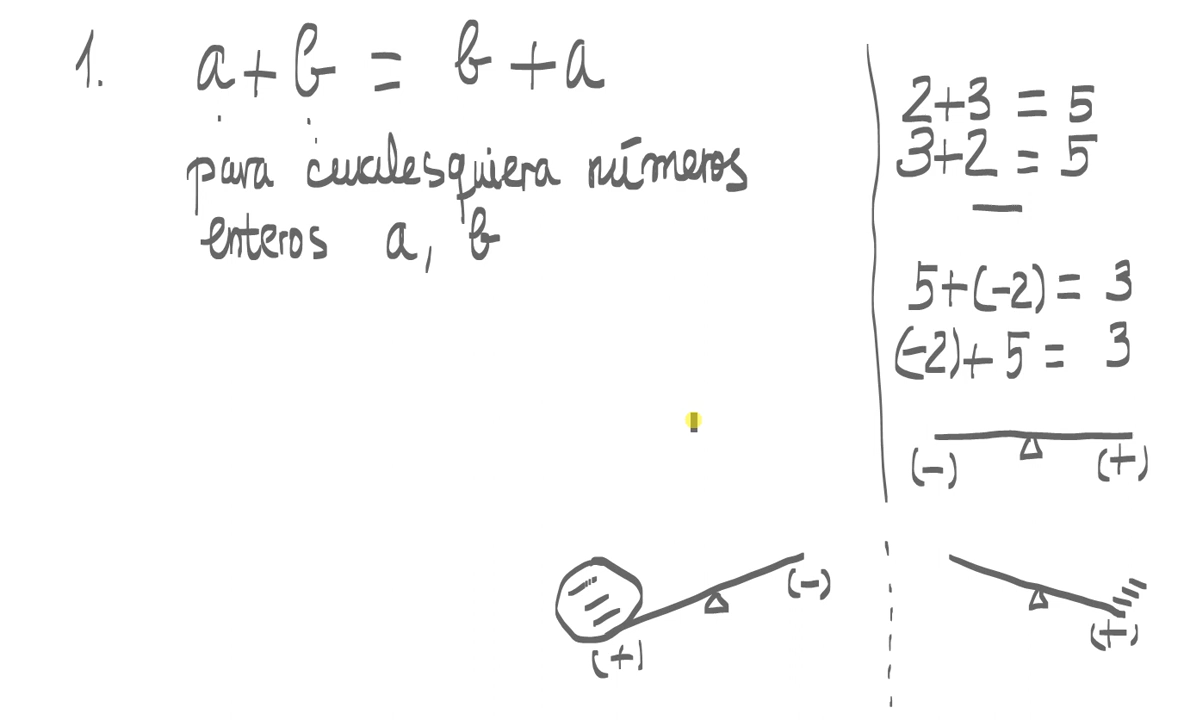 1. a + b = b + a
para cualesquiera números
enteros a, b
2+3 = 5
3+2 = 5
5+(-2) = 3
(-2)+5 = 3
(-) (+)
(+) (-)
(+)